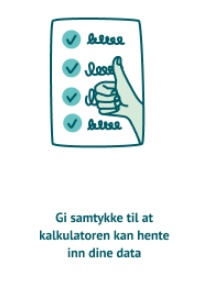 Gi samtykke til at
kalkulatoren kan hente
inn dine data